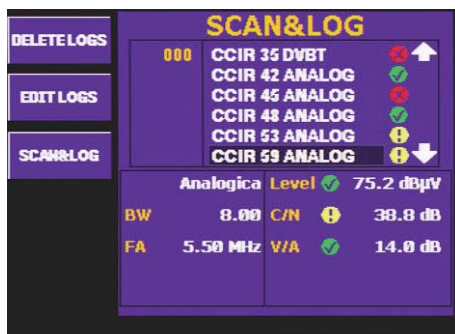 SCAN&LOG
DELETE LOGS
EDIT LOGS
SCAN&LOG
000 CCIR 35 DVBT
CCIR 42 ANALOG
CCIR 45 ANALOG
CCIR 48 ANALOG
CCIR 53 ANALOG
CCIR 59 ANALOG
Analogica Level 75.2 dBµV
BW 8.00 C/N 38.8 dB
FA 5.50 MHz V/A 14.0 dB